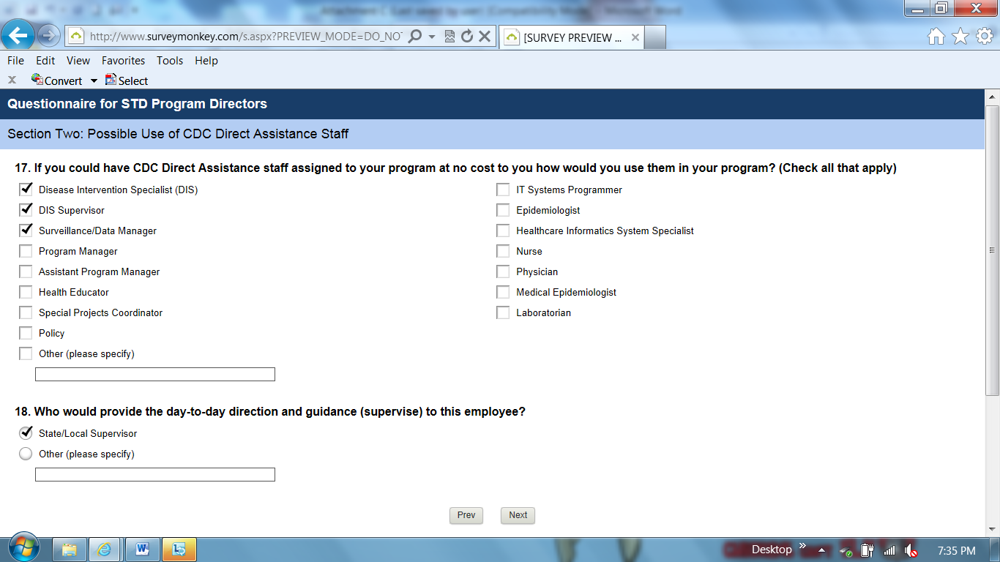 Attachment C (Last saved by user) [Compatibility Mode] - Microsoft Word
http://www.surveymonkey.com/s.aspx?PREVIEW_MODE=DO_NO
[SURVEY PREVIEW ...
File Edit View Favorites Tools Help
x Convert Select
Questionnaire for STD Program Directors
Section Two: Possible Use of CDC Direct Assistance Staff
17. If you could have CDC Direct Assistance staff assigned to your program at no cost to you how would you use them in your program? (Check all that apply)
Disease Intervention Specialist (DIS)
DIS Supervisor
Surveillance/Data Manager
Program Manager
Assistant Program Manager
Health Educator
Special Projects Coordinator
Policy
Other (please specify)
IT Systems Programmer
Epidemiologist
Healthcare Informatics System Specialist
Nurse
Physician
Medical Epidemiologist
Laboratorian
18. Who would provide the day-to-day direction and guidance (supervise) to this employee?
State/Local Supervisor
Other (please specify)
Prev Next
Desktop » 7:35 PM